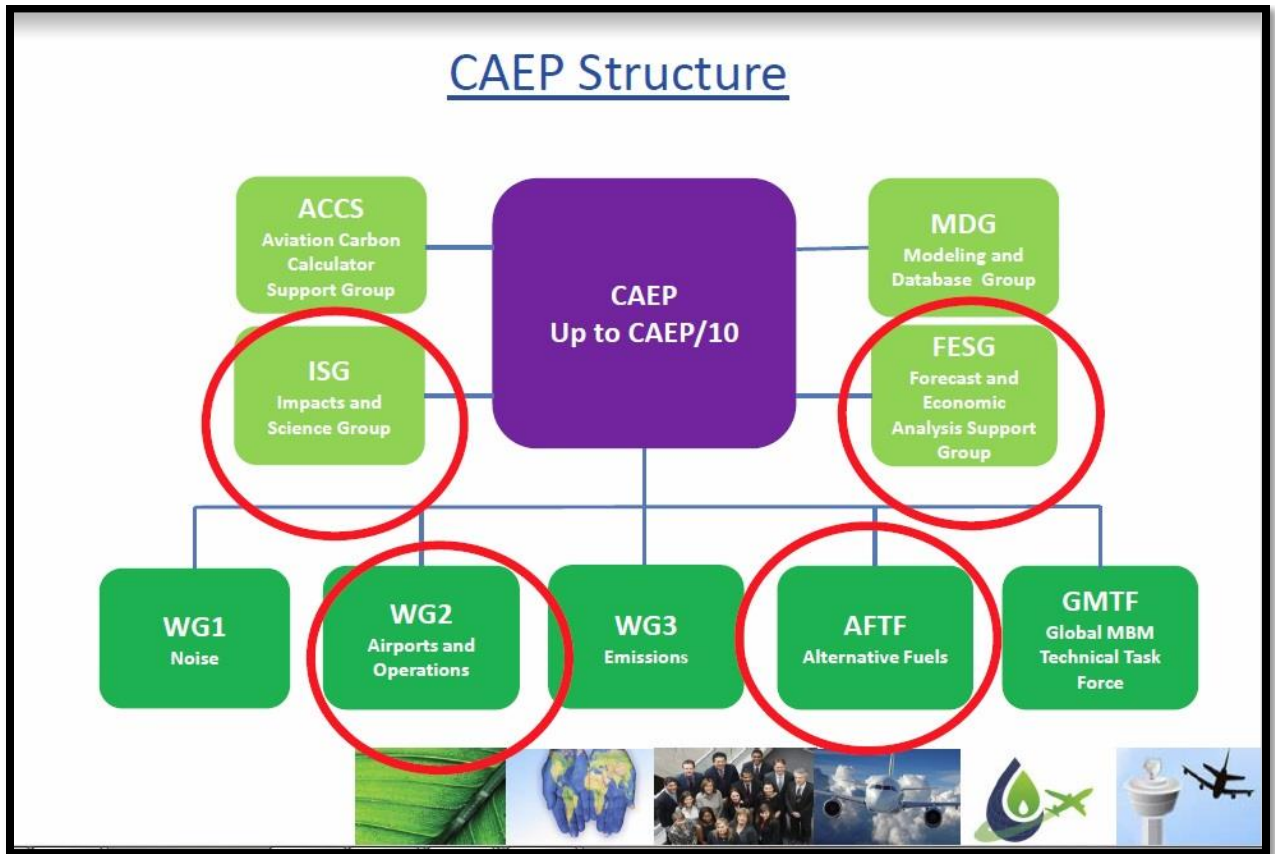 CAEP Structure
ACCS
Aviation Carbon
Calculator
Support Group
CAEP
Up to CAEP/10
MDG
Modeling and
Database Group
ISG
Impacts and
Science Group
FESG
Forecast and
Economic
Analysis Support
Group
WG1
Noise
WG2
Airports and
Operations
WG3
Emissions
AFTF
Alternative Fuels
GMTF
Global MBM
Technical Task
Force